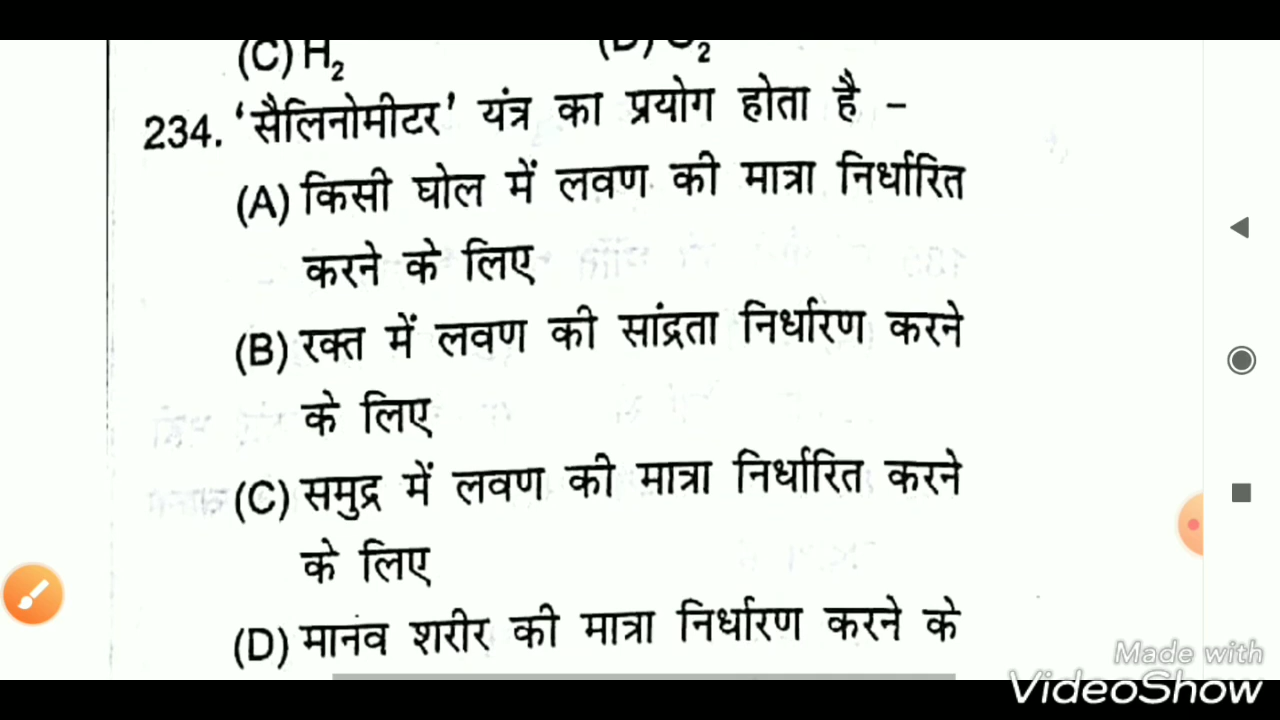 (C) H₂
234. 'सैलिनोमीटर' यंत्र का प्रयोग होता है –
(A) किसी घोल में लवण की मात्रा निर्धारित
करने के लिए
(B) रक्त में लवण की सांद्रता निर्धारण करने
के लिए
(C) समुद्र में लवण की मात्रा निर्धारित करने
के लिए
(D) मानव शरीर की मात्रा निर्धारण करने के
Made with
VideoShow